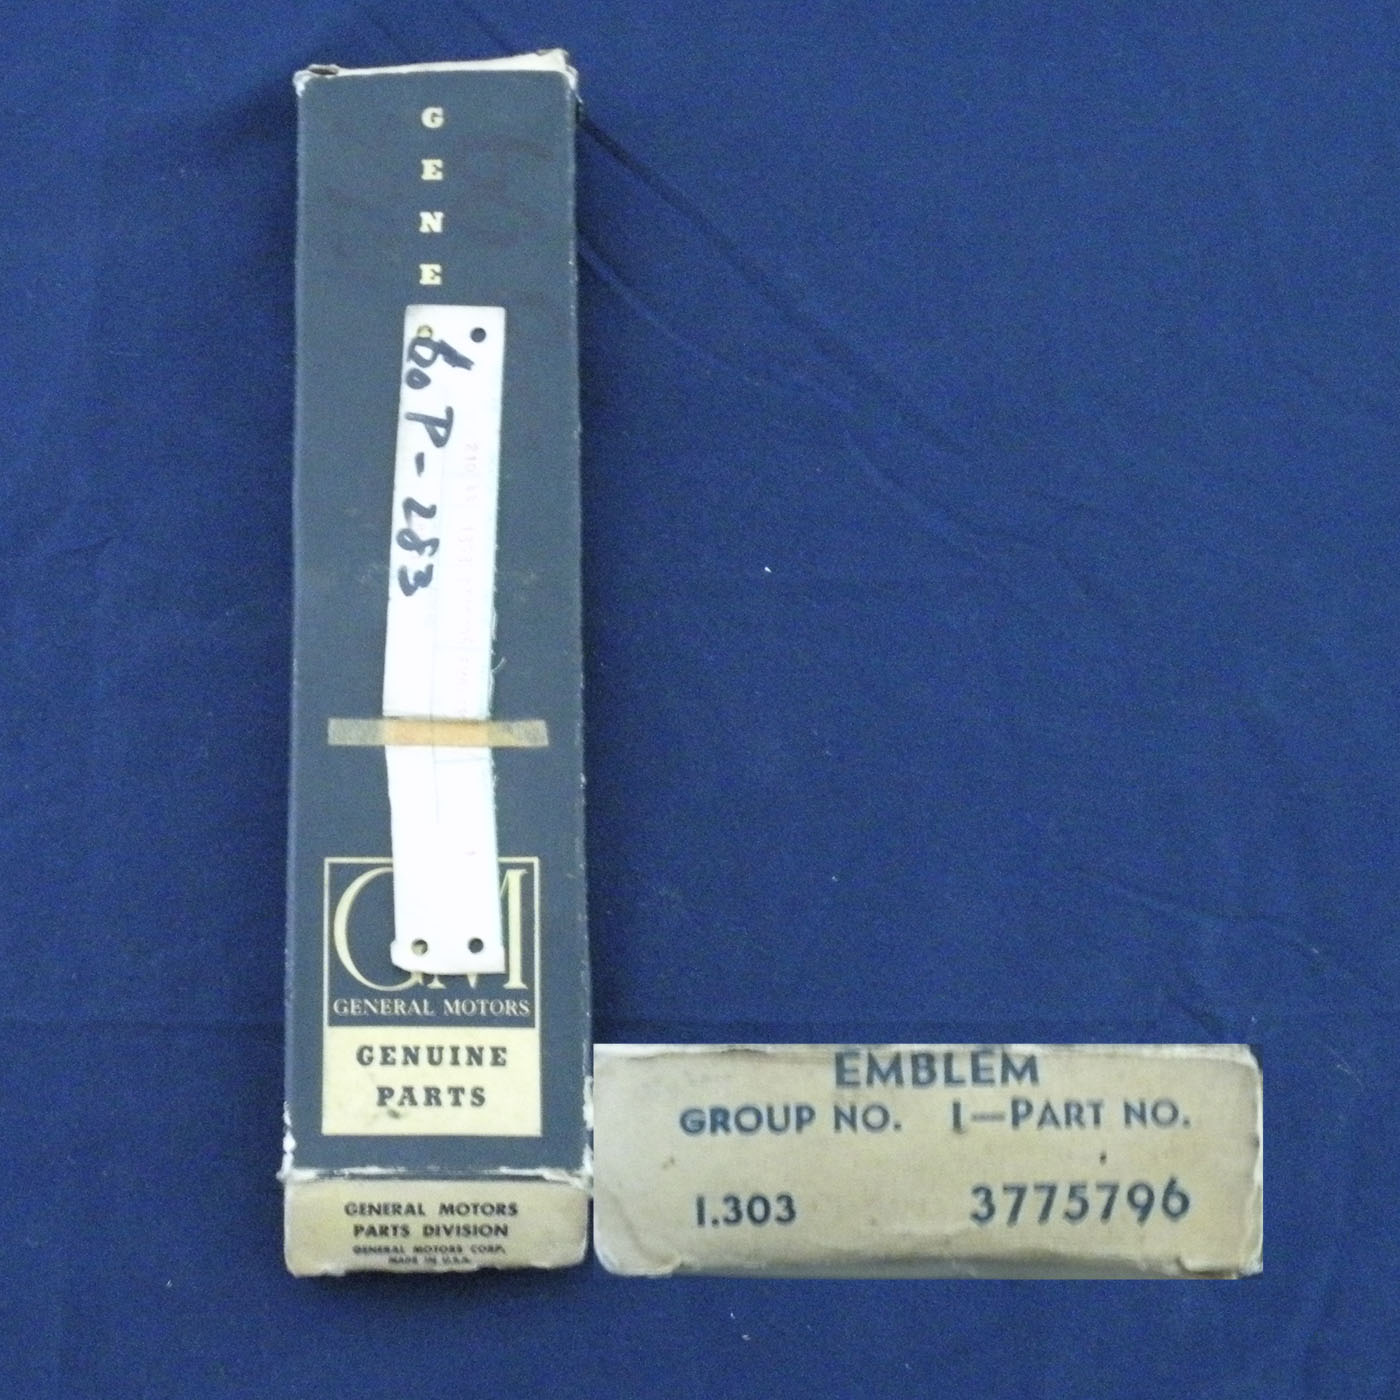 G
E
N
E
60 P-283
GM
GENERAL MOTORS
GENUINE
PARTS
GENERAL MOTORS
PARTS DIVISION
GENERAL MOTORS CORP.
MADE IN U.S.A.
EMBLEM
GROUP NO. 1—PART NO.
1.303 3775796